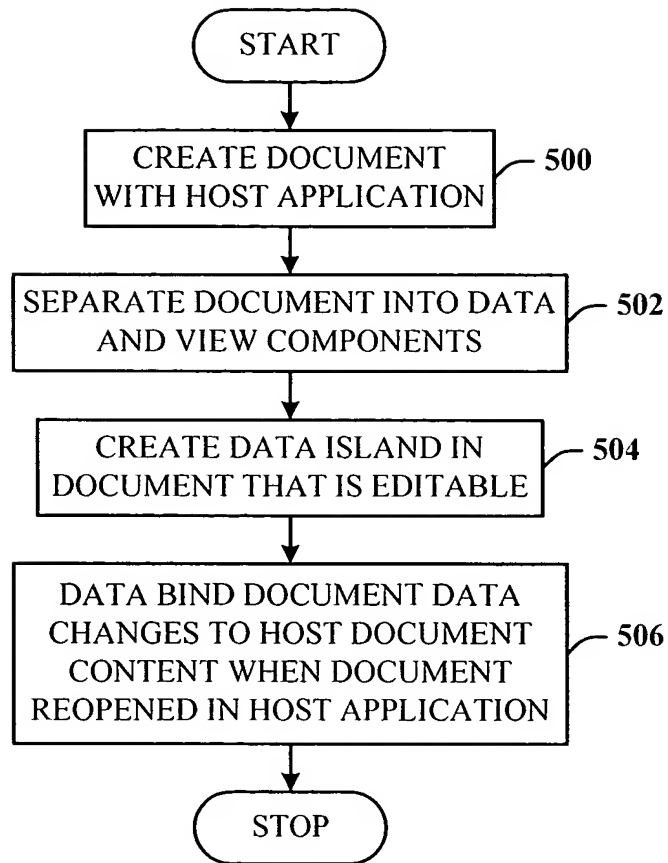 START
CREATE DOCUMENT
WITH HOST APPLICATION
500
SEPARATE DOCUMENT INTO DATA
AND VIEW COMPONENTS
502
CREATE DATA ISLAND IN
DOCUMENT THAT IS EDITABLE
504
DATA BIND DOCUMENT DATA
CHANGES TO HOST DOCUMENT
CONTENT WHEN DOCUMENT
REOPENED IN HOST APPLICATION
506
STOP